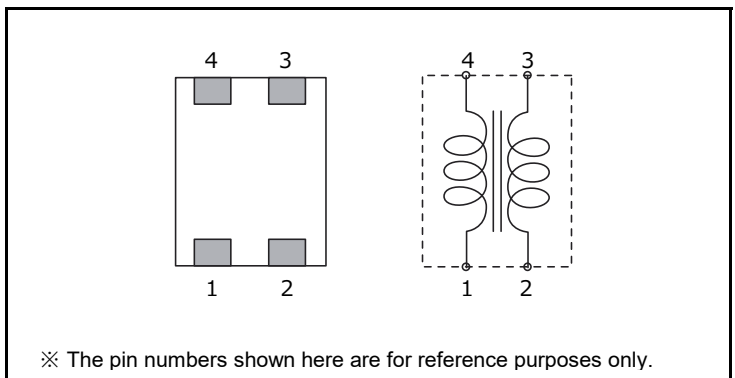 4 3 4 3
1 2 1 2
※ The pin numbers shown here are for reference purposes only.